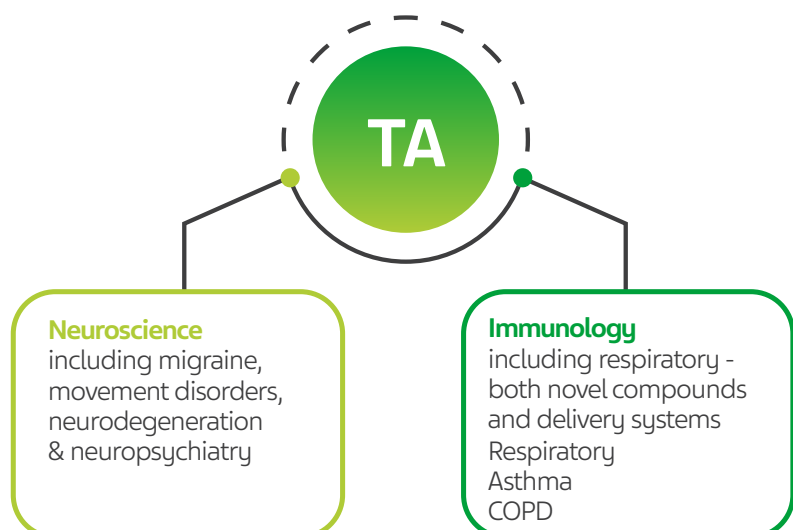 TA
Neuroscience
including migraine,
movement disorders,
neurodegeneration
& neuropsychiatry
Immunology
including respiratory -
both novel compounds
and delivery systems
Respiratory
Asthma
COPD